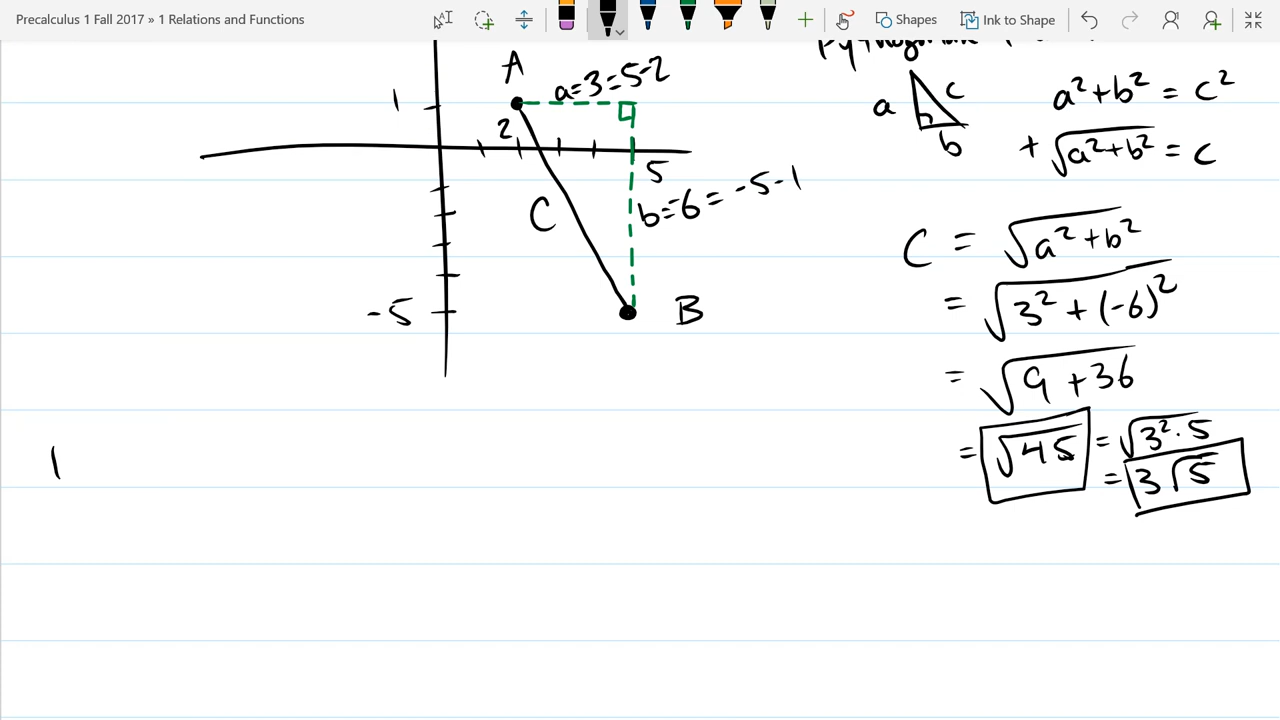 Precalculus 1 Fall 2017 » 1 Relations and Functions
Shapes
Ink to Shape
A
a=3=5-2
1
2
5
C
b=-6= -5-1
-5
B
a
c
b
a²+b² = c²
+ √a²+b² = c
C = √a²+b²
= √3² + (-6)²
= √9 +36
= √45 = √3²·5
= 3√5